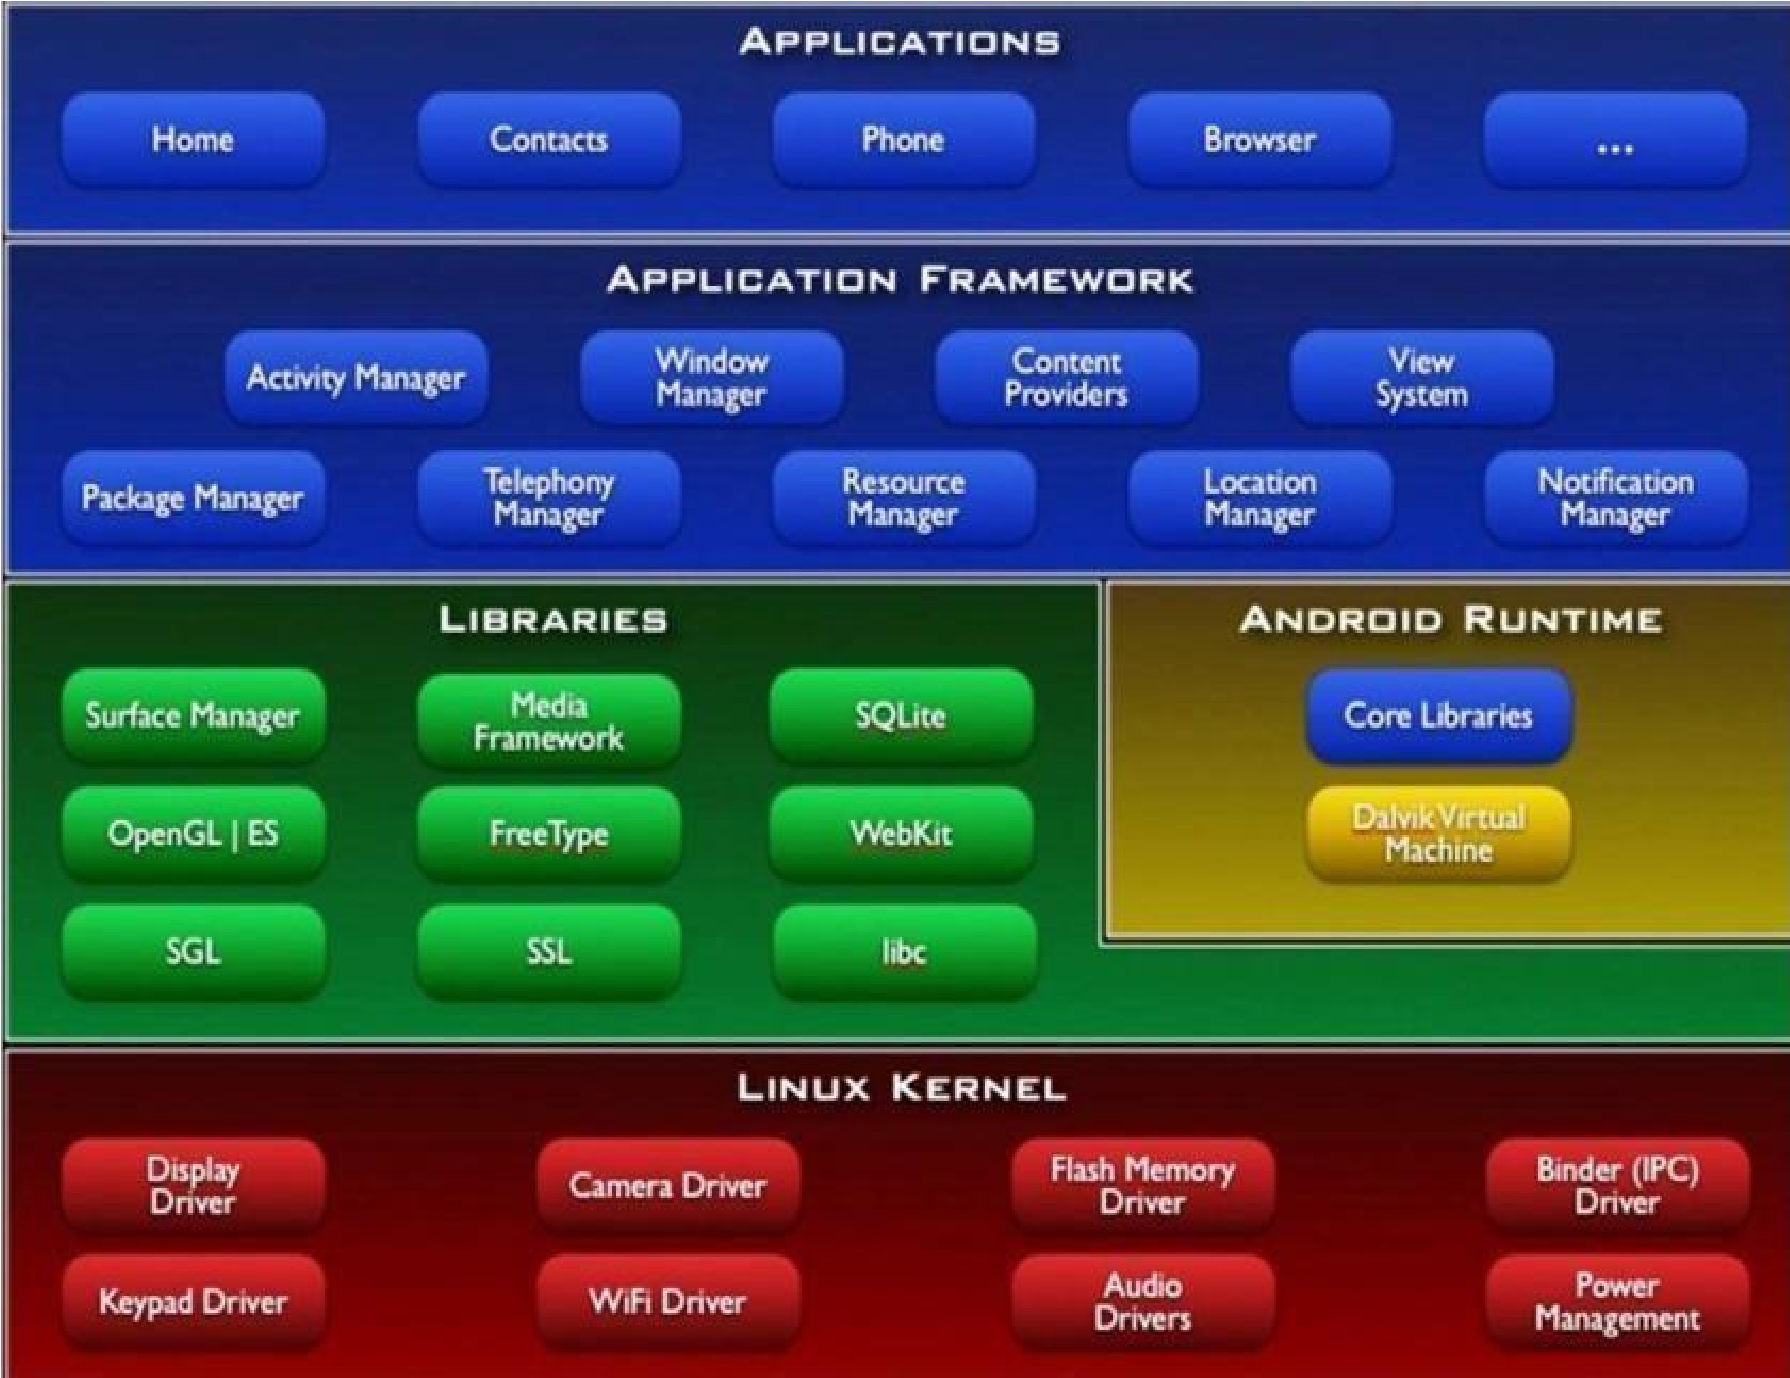 APPLICATIONS
Home
Contacts
Phone
Browser
...
APPLICATION FRAMEWORK
Activity Manager
Window
Manager
Content
Providers
View
System
Package Manager
Telephony
Manager
Resource
Manager
Location
Manager
Notification
Manager
LIBRARIES
Surface Manager
Media
Framework
SQLite
OpenGL | ES
FreeType
WebKit
SGL
SSL
libc
ANDROID RUNTIME
Core Libraries
Dalvik Virtual
Machine
LINUX KERNEL
Display
Driver
Camera Driver
Flash Memory
Driver
Binder (IPC)
Driver
Keypad Driver
WiFi Driver
Audio
Drivers
Power
Management